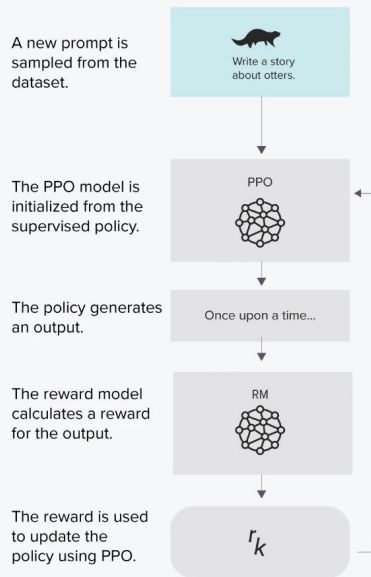 A new prompt is
sampled from the
dataset.
Write a story
about otters.
The PPO model is
initialized from the
supervised policy.
PPO
The policy generates
an output.
Once upon a time...
The reward model
calculates a reward
for the output.
RM
The reward is used
to update the
policy using PPO.
rk